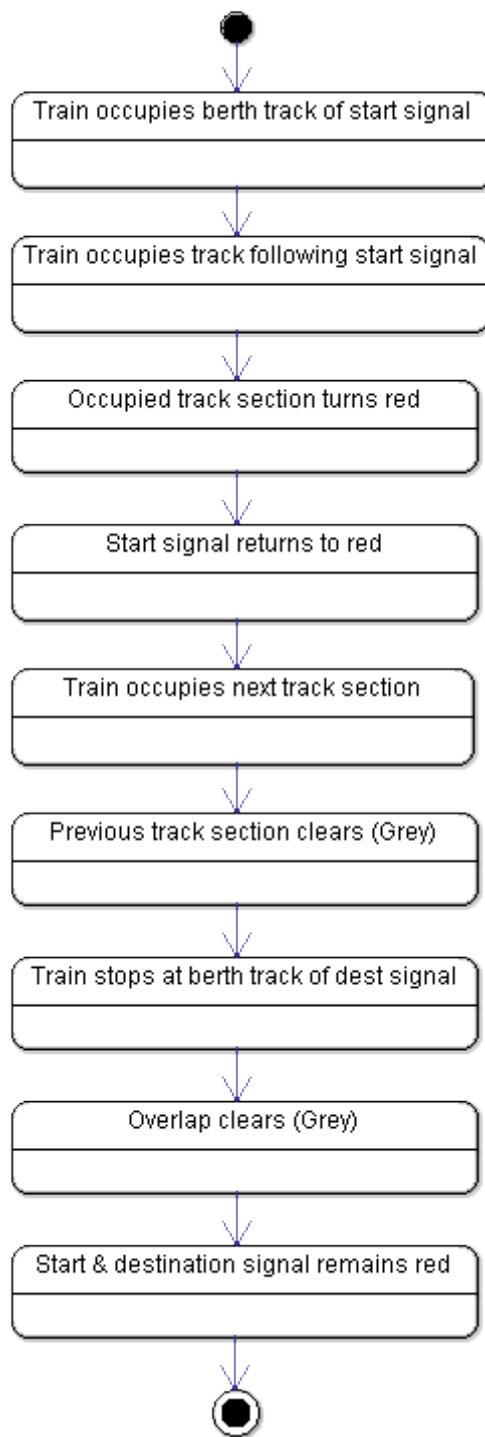 Train occupies berth track of start signal
Train occupies track following start signal
Occupied track section turns red
Start signal returns to red
Train occupies next track section
Previous track section clears (Grey)
Train stops at berth track of dest signal
Overlap clears (Grey)
Start & destination signal remains red